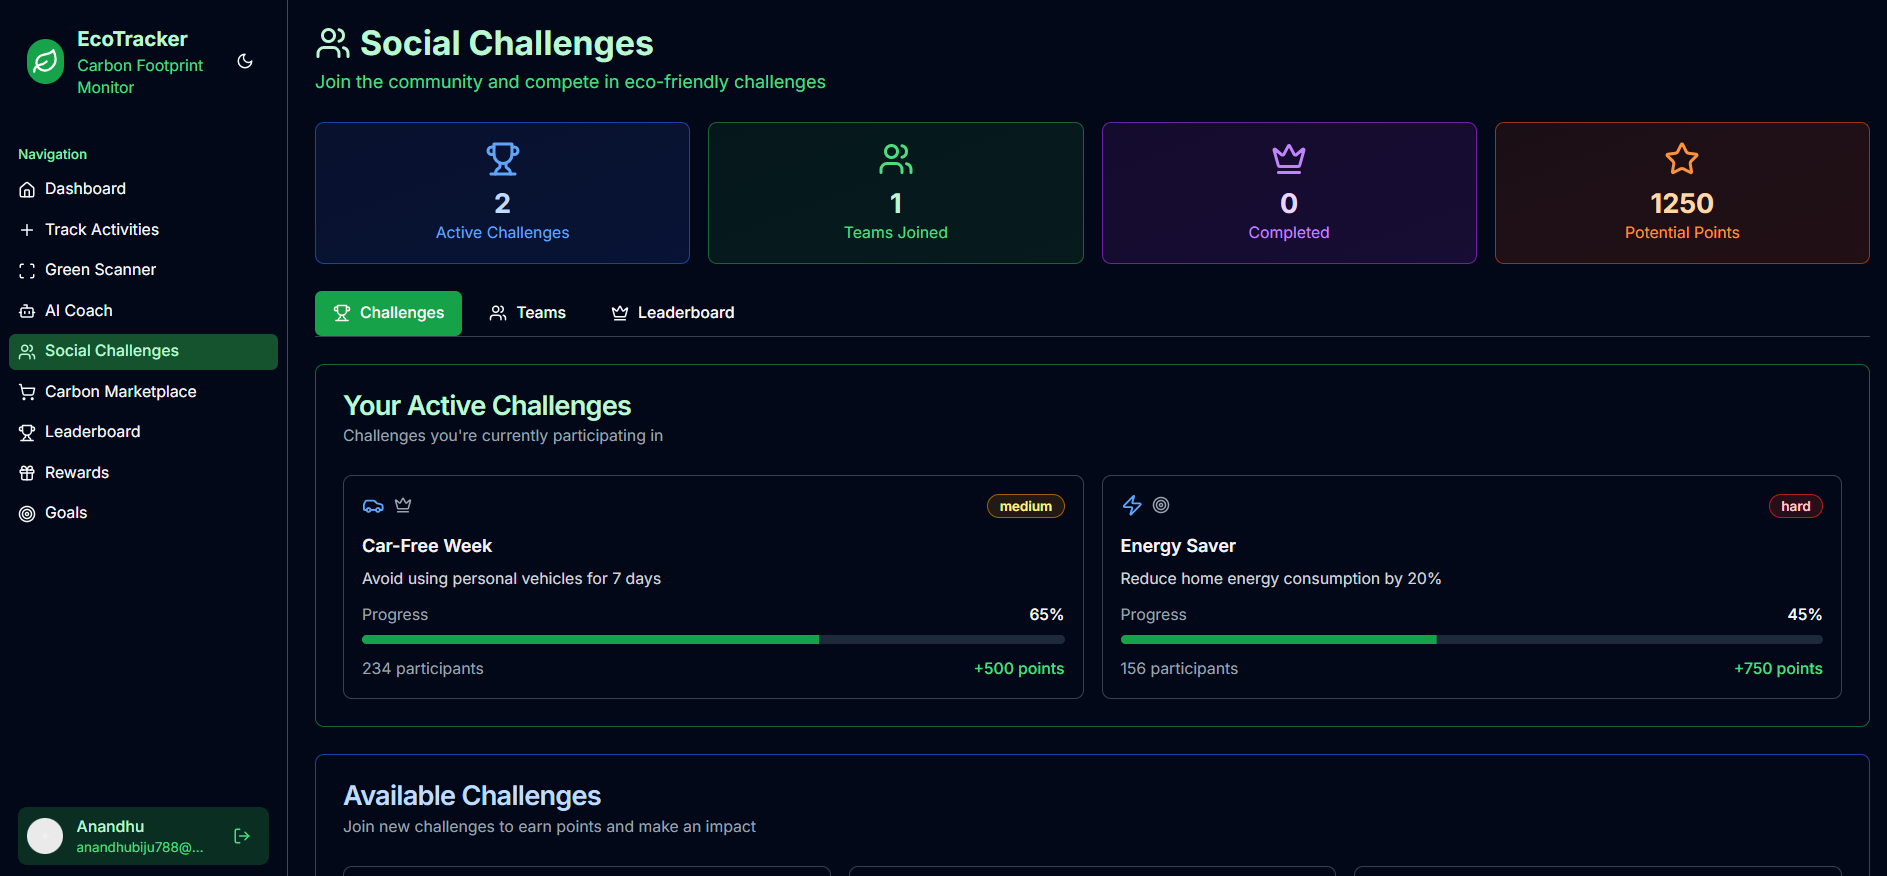 EcoTracker
Carbon Footprint
Monitor
Navigation
Dashboard
Track Activities
Green Scanner
AI Coach
Social Challenges
Carbon Marketplace
Leaderboard
Rewards
Goals
Anandhu
anandhubiju788@...
Social Challenges
Join the community and compete in eco-friendly challenges
2
Active Challenges
1
Teams Joined
0
Completed
1250
Potential Points
Challenges
Teams
Leaderboard
Your Active Challenges
Challenges you're currently participating in
medium
Car-Free Week
Avoid using personal vehicles for 7 days
Progress 65%
234 participants +500 points
hard
Energy Saver
Reduce home energy consumption by 20%
Progress 45%
156 participants +750 points
Available Challenges
Join new challenges to earn points and make an impact